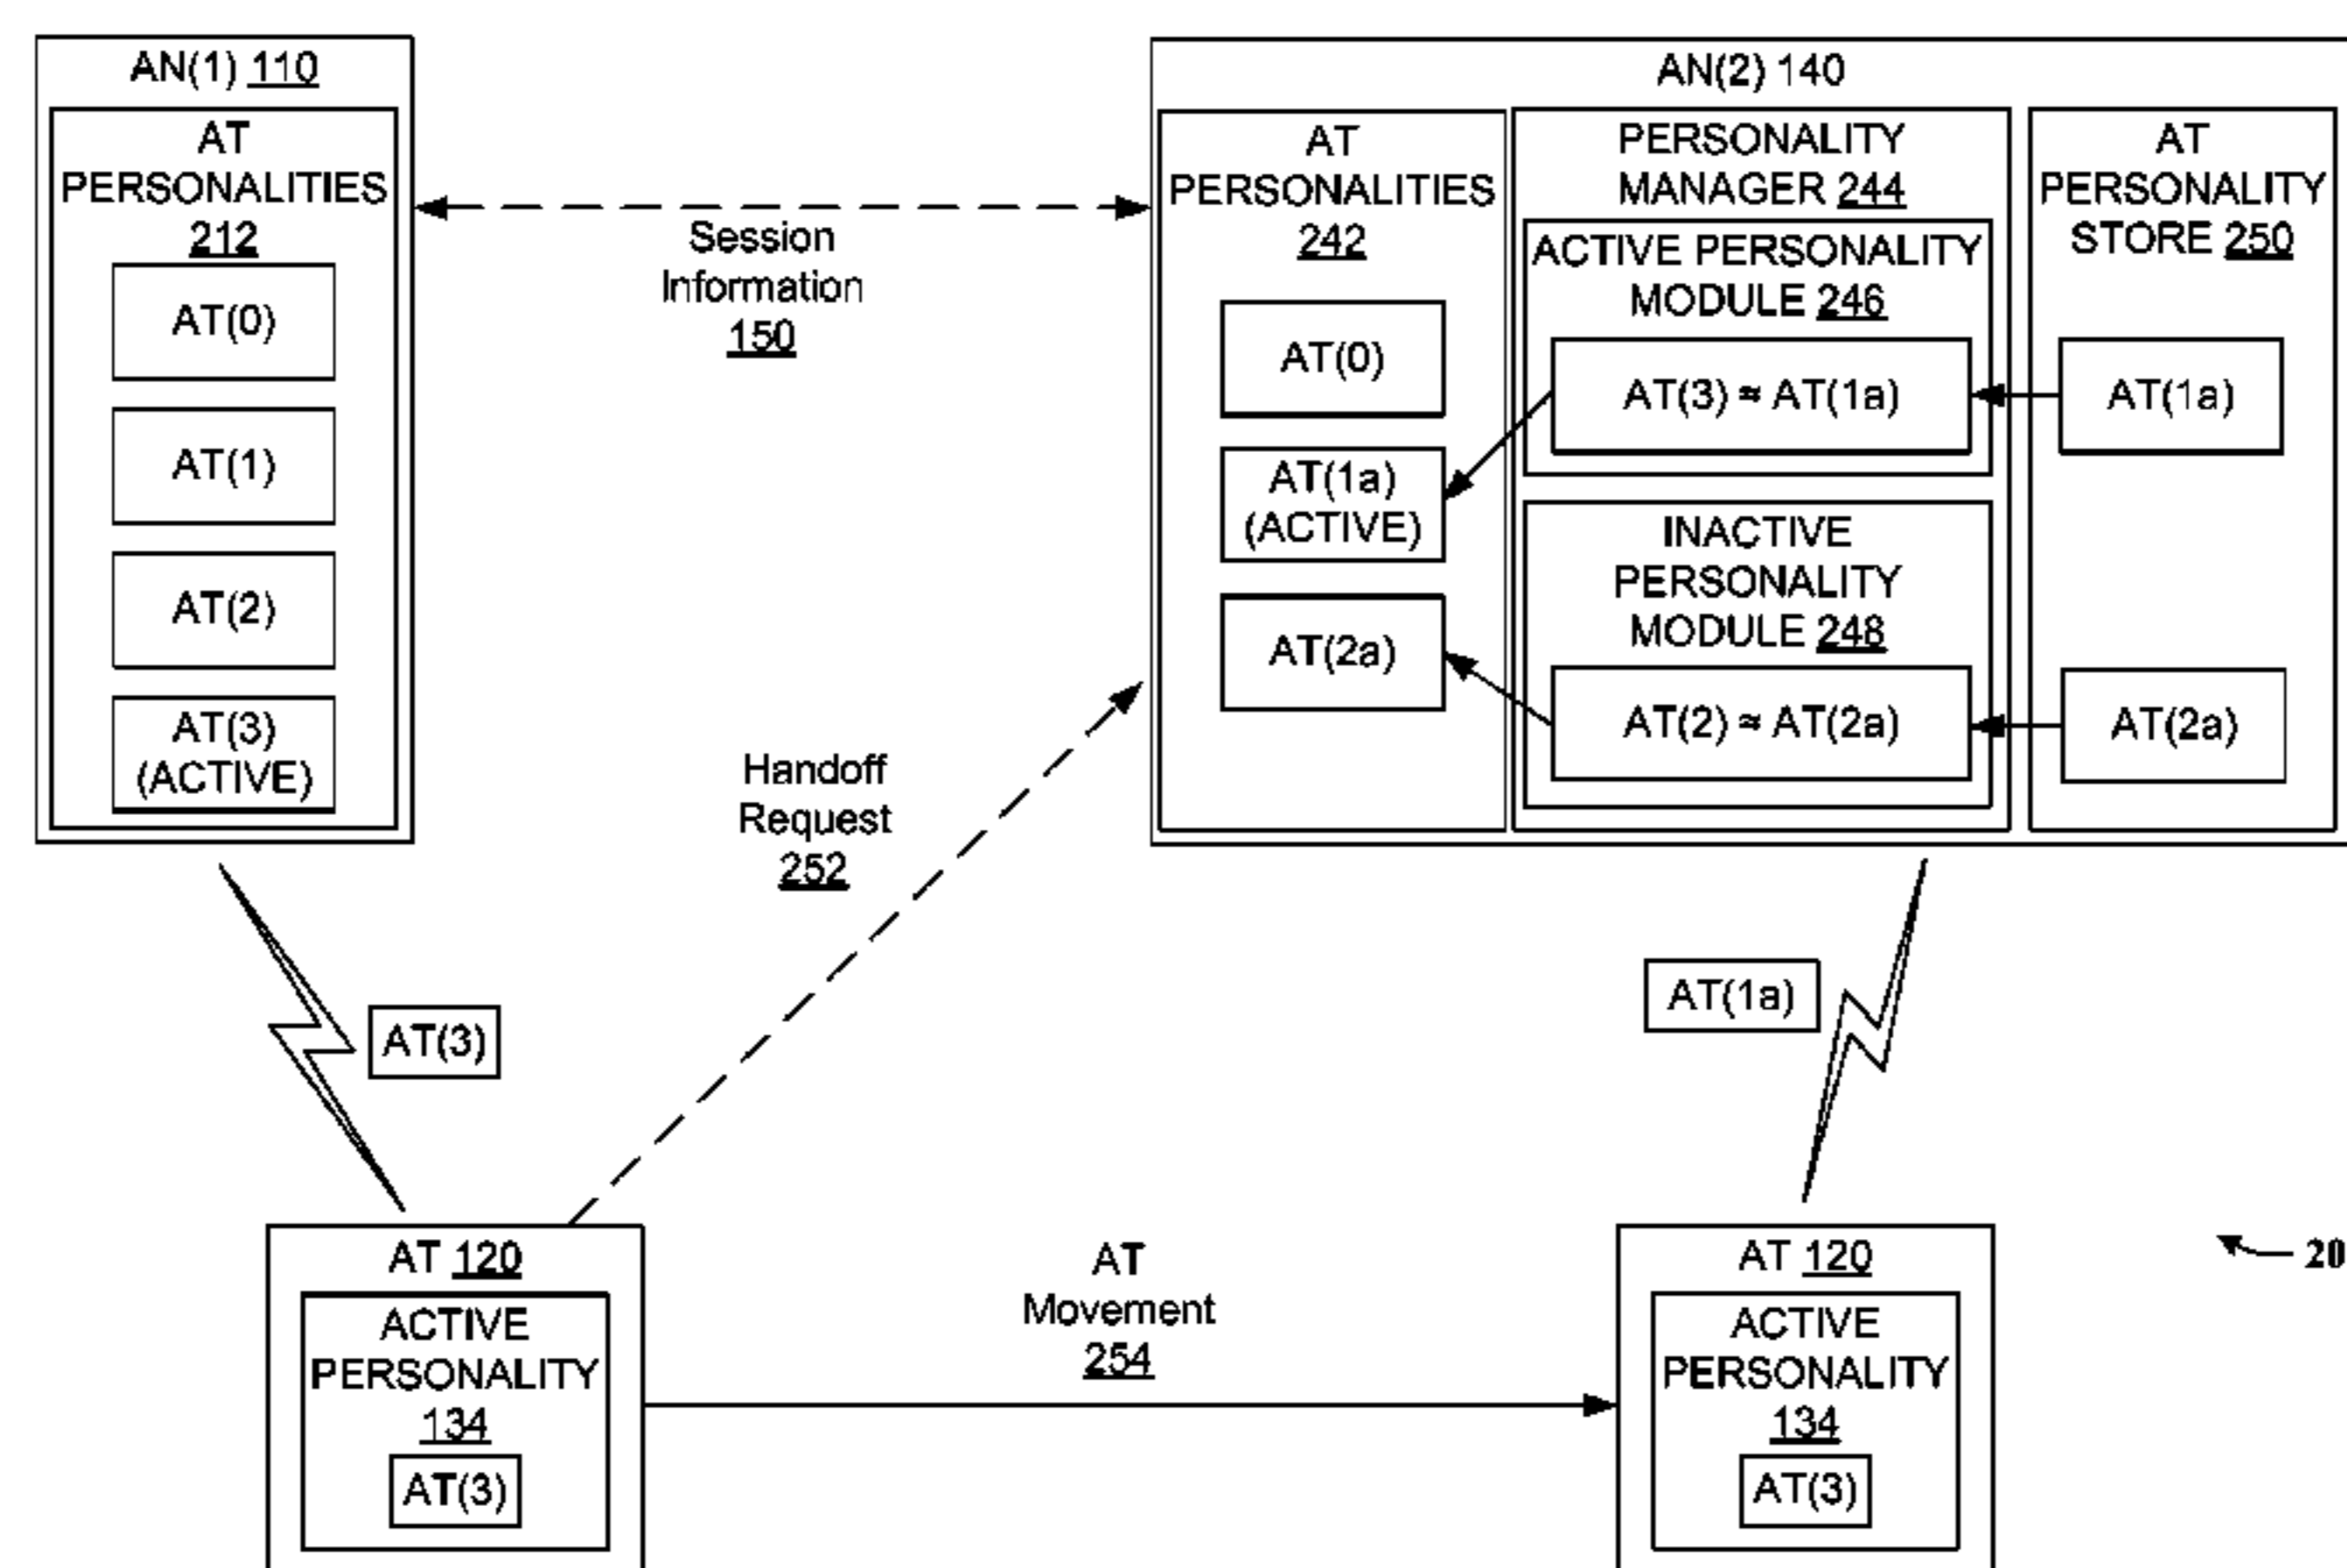 AN(1) 110
AT
PERSONALITIES
212
AT(0)
AT(1)
AT(2)
AT(3)
(ACTIVE)
Session
Information
150
AN(2) 140
AT
PERSONALITIES
242
AT(0)
AT(1a)
(ACTIVE)
AT(2a)
PERSONALITY
MANAGER 244
ACTIVE PERSONALITY
MODULE 246
AT(3) ≈ AT(1a)
INACTIVE
PERSONALITY
MODULE 248
AT(2) ≈ AT(2a)
AT
PERSONALITY
STORE 250
AT(1a)
AT(2a)
Handoff
Request
252
AT(3)
AT(1a)
AT 120
ACTIVE
PERSONALITY
134
AT(3)
AT
Movement
254
AT 120
ACTIVE
PERSONALITY
134
AT(3)
20